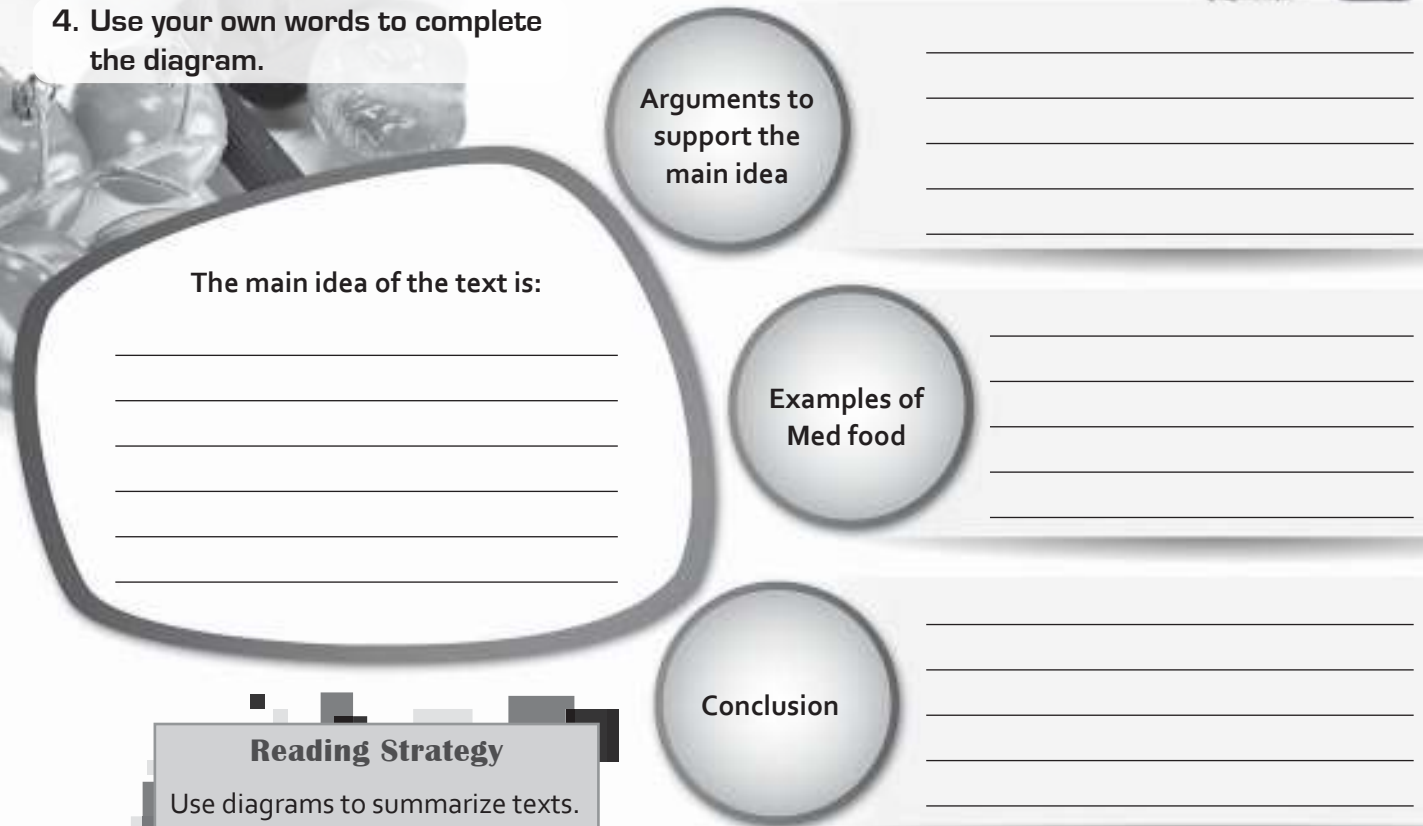 4. Use your own words to complete
the diagram.
The main idea of the text is:
Arguments to
support the
main idea
Examples of
Med food
Conclusion
Reading Strategy
Use diagrams to summarize texts.